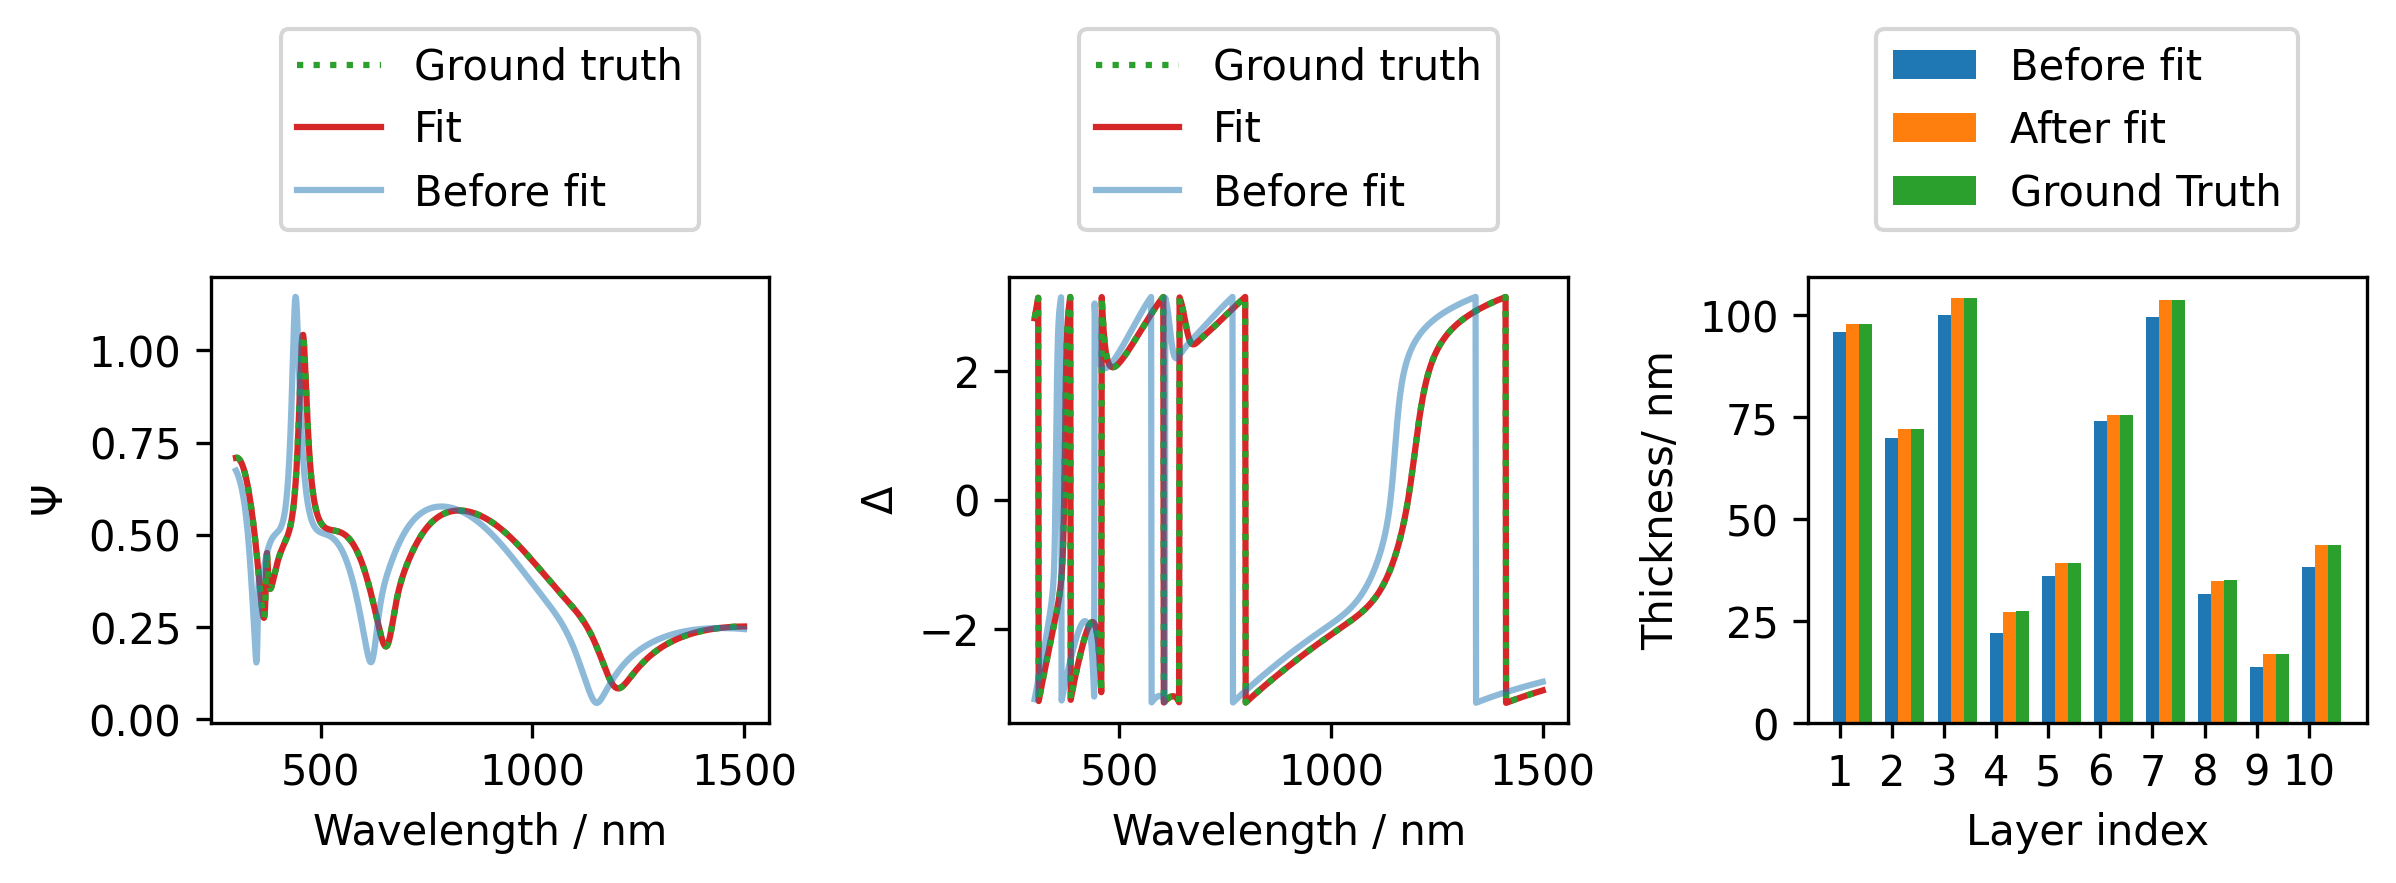 Ground truth
Fit
Before fit
Ψ
1.00
0.75
0.50
0.25
0.00
500
1000
1500
Wavelength / nm
Ground truth
Fit
Before fit
Δ
2
0
−2
500
1000
1500
Wavelength / nm
Before fit
After fit
Ground Truth
Thickness/ nm
100
75
50
25
0
1 2 3 4 5 6 7 8 9 10
Layer index